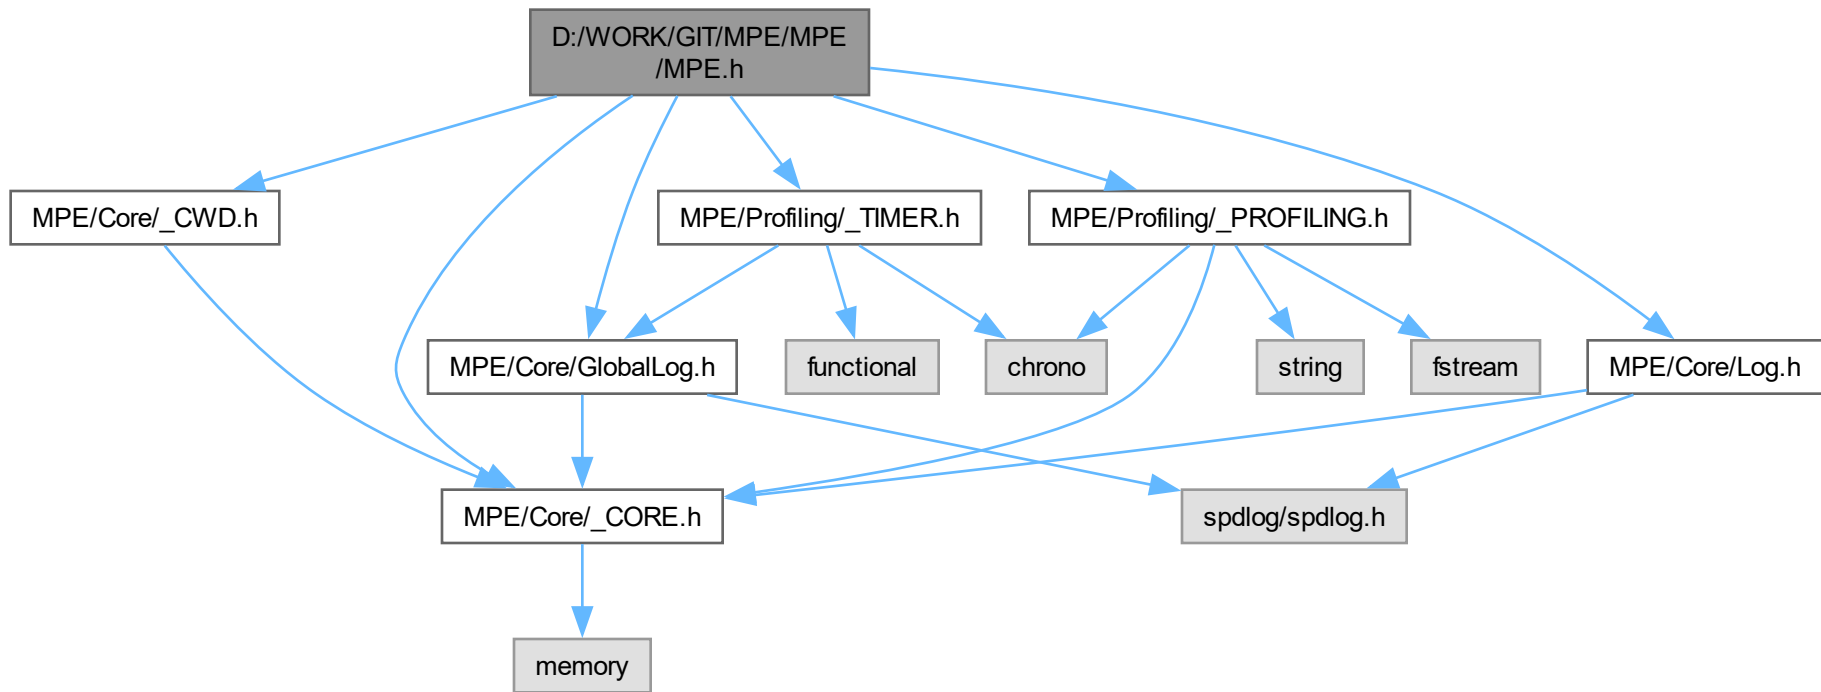 D:/WORK/GIT/MPE/MPE
/MPE.h
MPE/Core/_CWD.h
MPE/Profiling/_TIMER.h
MPE/Profiling/_PROFILING.h
MPE/Core/GlobalLog.h
functional
chrono
string
fstream
MPE/Core/Log.h
MPE/Core/_CORE.h
spdlog/spdlog.h
memory